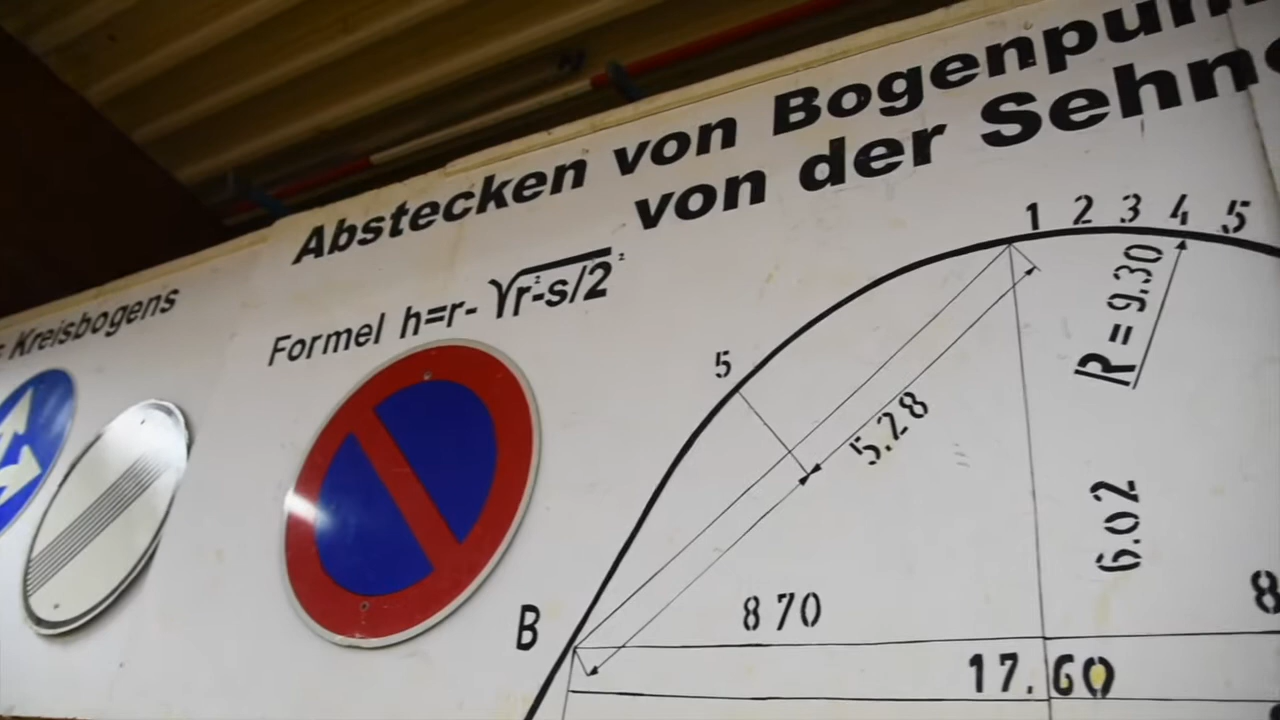 Abstecken von Bogenpun
von der Sehne
Kreisbogens
Formel h=r- √r²-s/2²
1 2 3 4 5
R = 9.30
5
5.28
6.02
B
8 70
8
17.60